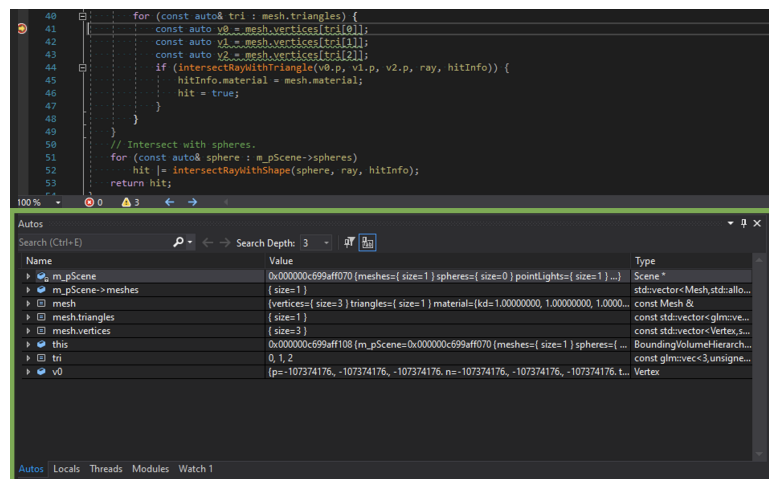 40 for (const auto& tri : mesh.triangles) {
41 const auto v0 = mesh.vertices[tri[0]];
42 const auto v1 = mesh.vertices[tri[1]];
43 const auto v2 = mesh.vertices[tri[2]];
44 if (intersectRayWithTriangle(v0.p, v1.p, v2.p, ray, hitInfo)) {
45 hitInfo.material = mesh.material;
46 hit = true;
47 }
48 }
49 }
50 // Intersect with spheres.
51 for (const auto& sphere : m_pScene->spheres)
52 hit |= intersectRayWithShape(sphere, ray, hitInfo);
53 return hit;
100 % 0 3
Autos
Search (Ctrl+E) Search Depth: 3
Name Value Type
m_pScene 0x000000c699aff070 {meshes={ size=1 } spheres={ size=0 } pointLights={ size=1 } ...} Scene *
m_pScene->meshes { size=1 } std::vector<Mesh,std::allo...
mesh {vertices={ size=3 } triangles={ size=1 } material={kd=1.00000000, 1.00000000, 1.0000... const Mesh &
mesh.triangles { size=1 } const std::vector<glm::ve...
mesh.vertices { size=3 } const std::vector<Vertex,s...
this 0x000000c699aff108 {m_pScene=0x000000c699aff070 {meshes={ size=1 } spheres={ ... BoundingVolumeHierarch...
tri 0, 1, 2 const glm::vec<3,unsigne...
v0 {p=-107374176., -107374176., -107374176. n=-107374176., -107374176., -107374176. t... Vertex
Autos Locals Threads Modules Watch 1